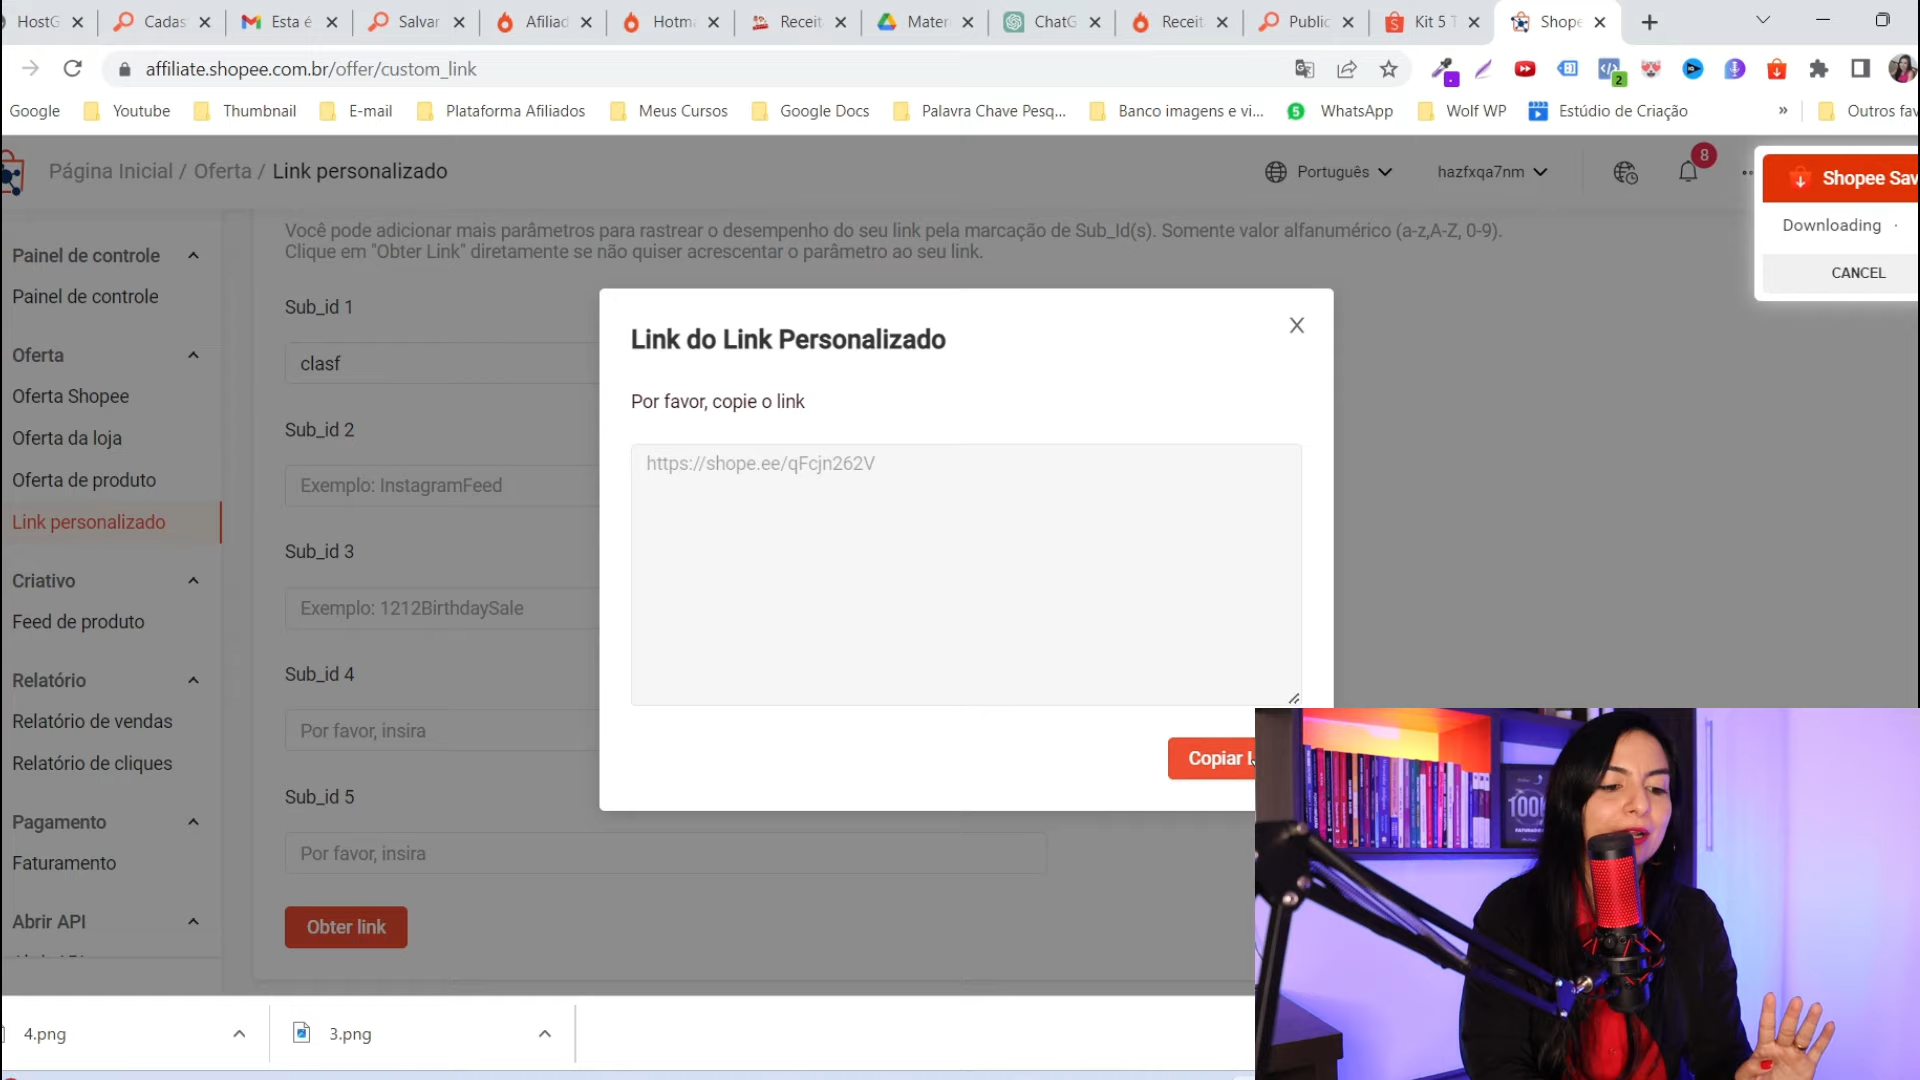 HostG
Cadas
Esta é
Salvar
Afiliad
Hotma
Receit
Mater
ChatG
Receit
Public
Kit 5 T
Shope
affiliate.shopee.com.br/offer/custom_link
2
Google
Youtube
Thumbnail
E-mail
Plataforma Afiliados
Meus Cursos
Google Docs
Palavra Chave Pesq...
Banco imagens e vi...
5
WhatsApp
Wolf WP
Estúdio de Criação
»
Outros fav
Página Inicial / Oferta / Link personalizado
Português
hazfxqa7nm
8
Shopee Sav
Downloading
CANCEL
Painel de controle
Painel de controle
Oferta
Oferta Shopee
Oferta da loja
Oferta de produto
Link personalizado
Criativo
Feed de produto
Relatório
Relatório de vendas
Relatório de cliques
Pagamento
Faturamento
Abrir API
Você pode adicionar mais parâmetros para rastrear o desempenho do seu link pela marcação de Sub_Id(s). Somente valor alfanumérico (a-z,A-Z, 0-9).
Clique em "Obter Link" diretamente se não quiser acrescentar o parâmetro ao seu link.
Sub_id 1
clasf
Sub_id 2
Exemplo: InstagramFeed
Sub_id 3
Exemplo: 1212BirthdaySale
Sub_id 4
Por favor, insira
Sub_id 5
Por favor, insira
Obter link
Link do Link Personalizado
Por favor, copie o link
https://shope.ee/qFcjn262V
Copiar
100K
4.png
3.png